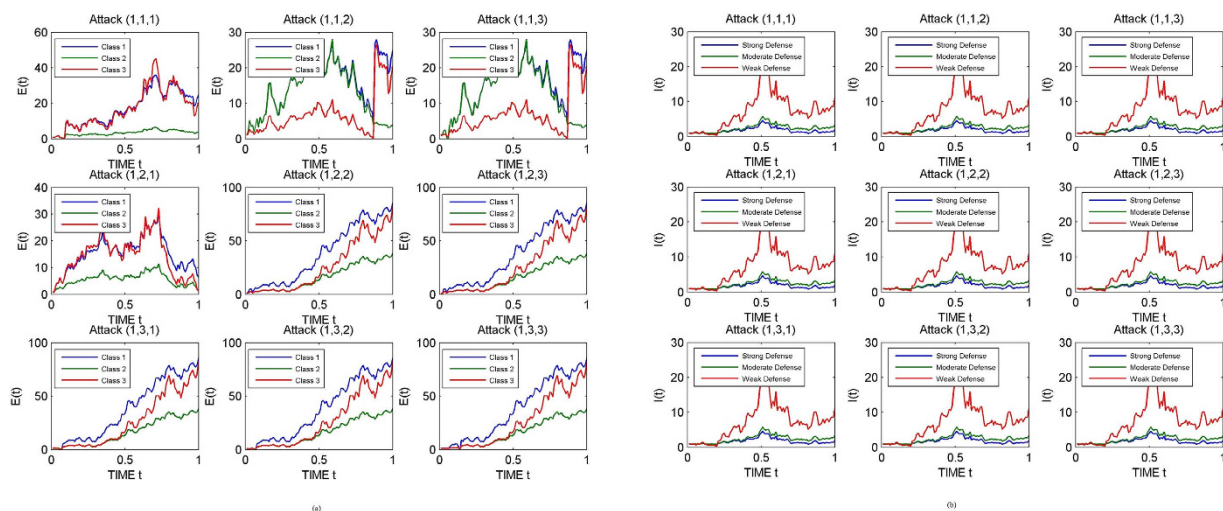 Attack (1,1,1) Attack (1,1,2) Attack (1,1,3)
60 30 30
Class 1 Class 1 Class 1
40 20 20
Class 2 Class 2 Class 2
Class 3 Class 3 Class 3
20 10 10
0 0 0
E(t) E(t) E(t)
0 0.5 1 0 0.5 1 0 0.5 1
TIME t TIME t TIME t
Attack (1,2,1) Attack (1,2,2) Attack (1,2,3)
40 100 100
Class 1 Class 1 Class 1
30
Class 2 Class 2 Class 2
Class 3 Class 3 Class 3
20 50 50
10
0 0 0
E(t) E(t) E(t)
0 0.5 1 0 0.5 1 0 0.5 1
TIME t TIME t TIME t
Attack (1,3,1) Attack (1,3,2) Attack (1,3,3)
100 100 100
Class 1 Class 1 Class 1
Class 2 Class 2 Class 2
Class 3 Class 3 Class 3
50 50 50
0 0 0
E(t) E(t) E(t)
0 0.5 1 0 0.5 1 0 0.5 1
TIME t TIME t TIME t
(a)
Attack (1,1,1) Attack (1,1,2) Attack (1,1,3)
30 30 30
Strong Defense Strong Defense Strong Defense
Moderate Defense Moderate Defense Moderate Defense
20 20 20
Weak Defense Weak Defense Weak Defense
10 10 10
0 0 0
I(t) I(t) I(t)
0 0.5 1 0 0.5 1 0 0.5 1
TIME t TIME t TIME t
Attack (1,2,1) Attack (1,2,2) Attack (1,2,3)
30 30 30
Strong Defense Strong Defense Strong Defense
Moderate Defense Moderate Defense Moderate Defense
20 20 20
Weak Defense Weak Defense Weak Defense
10 10 10
0 0 0
I(t) I(t) I(t)
0 0.5 1 0 0.5 1 0 0.5 1
TIME t TIME t TIME t
Attack (1,3,1) Attack (1,3,2) Attack (1,3,3)
30 30 30
Strong Defense Strong Defense Strong Defense
Moderate Defense Moderate Defense Moderate Defense
20 20 20
Weak Defense Weak Defense Weak Defense
10 10 10
0 0 0
I(t) I(t) I(t)
0 0.5 1 0 0.5 1 0 0.5 1
TIME t TIME t TIME t
(b)